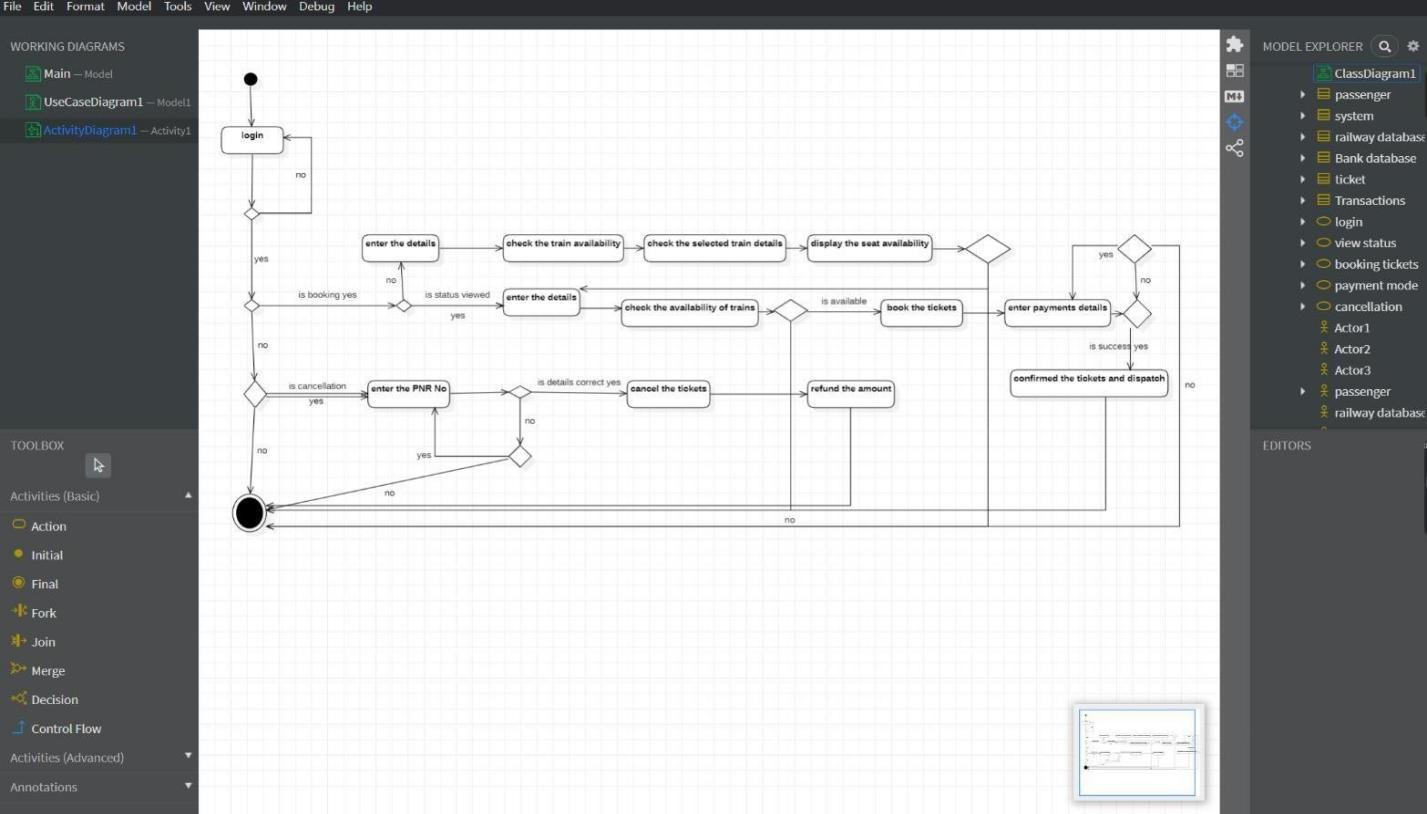 File Edit Format Model Tools View Window Debug Help
WORKING DIAGRAMS
Main — Model
UseCaseDiagram1 — Model1
ActivityDiagram1 — Activity1
TOOLBOX
Activities (Basic)
Action
Initial
Final
Fork
Join
Merge
Decision
Control Flow
Activities (Advanced)
Annotations
login
no
yes
enter the details
check the train availability
check the selected train details
display the seat availability
yes
no
no
is booking yes
is status viewed
yes
enter the details
check the availability of trains
is available
book the tickets
enter payments details
no
is success yes
confirmed the tickets and dispatch
no
is cancellation
yes
enter the PNR No
is details correct yes
cancel the tickets
refund the amount
no
yes
no
no
no
M↓
MODEL EXPLORER
ClassDiagram1
passenger
system
railway database
Bank database
ticket
Transactions
login
view status
booking tickets
payment mode
cancellation
Actor1
Actor2
Actor3
passenger
railway database
EDITORS